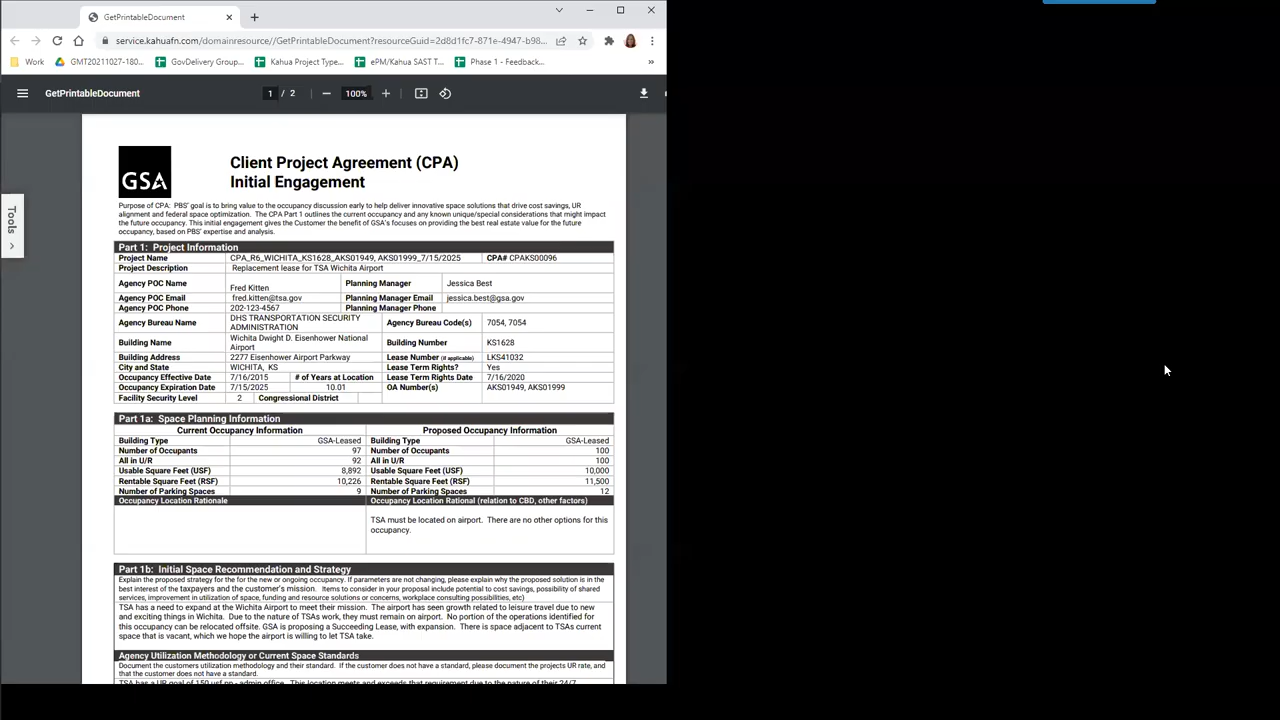 GetPrintableDocument
service.kahuafn.com/domainresource//GetPrintableDocument?resourceGuid=2d8d1fc7-871e-4947-b98...
Work GMT20211027-180... GovDelivery Group... Kahua Project Type... ePM/Kahua SAST T... Phase 1 - Feedback... »
GetPrintableDocument 1 / 2 100%
Tools
GSA
Client Project Agreement (CPA)
Initial Engagement
Purpose of CPA: PBS' goal is to bring value to the occupancy discussion early to help deliver innovative space solutions that drive cost savings, UR
alignment and federal space optimization. The CPA Part 1 outlines the current occupancy and any known unique/special considerations that might impact
the future occupancy. This initial engagement gives the Customer the benefit of GSA's focuses on providing the best real estate value for the future
occupancy, based on PBS' expertise and analysis.
Part 1: Project Information
Project Name CPA_R6_WICHITA_KS1628_AKS01949, AKS01999_7/15/2025 CPA# CPAKS00096
Project Description Replacement lease for TSA Wichita Airport
Agency POC Name Fred Kitten Planning Manager Jessica Best
Agency POC Email fred.kitten@tsa.gov Planning Manager Email jessica.best@gsa.gov
Agency POC Phone 202-123-4567 Planning Manager Phone
Agency Bureau Name DHS TRANSPORTATION SECURITY ADMINISTRATION Agency Bureau Code(s) 7054, 7054
Building Name Wichita Dwight D. Eisenhower National Airport Building Number KS1628
Building Address 2277 Eisenhower Airport Parkway Lease Number (if applicable) LKS41032
City and State WICHITA, KS Lease Term Rights? Yes
Occupancy Effective Date 7/16/2015 # of Years at Location Lease Term Rights Date 7/16/2020
Occupancy Expiration Date 7/15/2025 10.01 OA Number(s) AKS01949, AKS01999
Facility Security Level 2 Congressional District
Part 1a: Space Planning Information
Current Occupancy Information Proposed Occupancy Information
Building Type GSA-Leased Building Type GSA-Leased
Number of Occupants 97 Number of Occupants 100
All in U/R 92 All in U/R 100
Usable Square Feet (USF) 8,892 Usable Square Feet (USF) 10,000
Rentable Square Feet (RSF) 10,226 Rentable Square Feet (RSF) 11,500
Number of Parking Spaces 9 Number of Parking Spaces 12
Occupancy Location Rationale Occupancy Location Rational (relation to CBD, other factors)
TSA must be located on airport. There are no other options for this
occupancy.
Part 1b: Initial Space Recommendation and Strategy
Explain the proposed strategy for the for the new or ongoing occupancy. If parameters are not changing, please explain why the proposed solution is in the
best interest of the taxpayers and the customer's mission. Items to consider in your proposal include potential to cost savings, possibility of shared
services, improvement in utilization of space, funding and resource solutions or concerns, workplace consulting possibilities, etc)
TSA has a need to expand at the Wichita Airport to meet their mission. The airport has seen growth related to leisure travel due to new
and exciting things in Wichita. Due to the nature of TSAs work, they must remain on airport. No portion of the operations identified for
this occupancy can be relocated offsite. GSA is proposing a Succeeding Lease, with expansion. There is space adjacent to TSAs current
space that is vacant, which we hope the airport is willing to let TSA take.
Agency Utilization Methodology or Current Space Standards
Document the customers utilization methodology and their standard. If the customer does not have a standard, please document the projects UR rate, and
that the customer does not have a standard.
TSA has a UR goal of 150 usf pp - admin office. This location meets and exceeds that requirement due to the nature of their 24/7